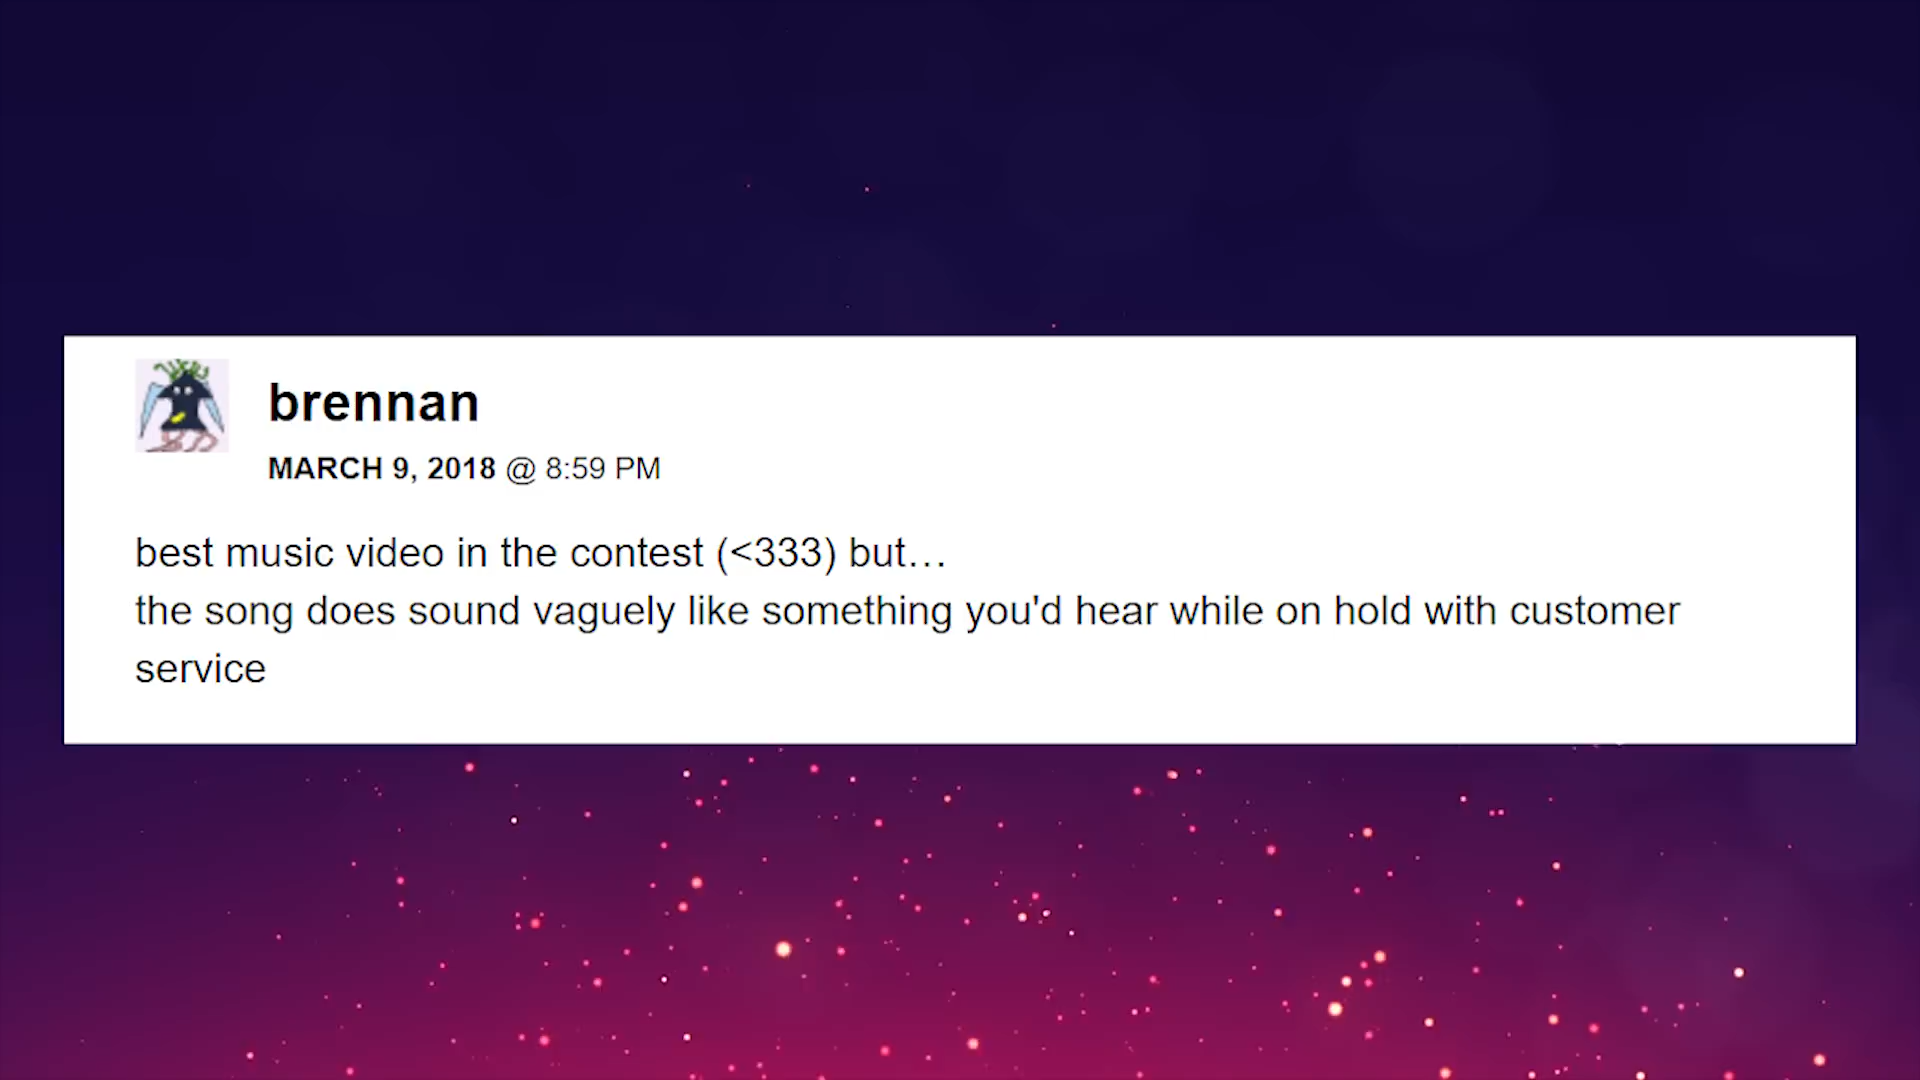 brennan
MARCH 9, 2018 @ 8:59 PM
best music video in the contest (<333) but…
the song does sound vaguely like something you'd hear while on hold with customer
service